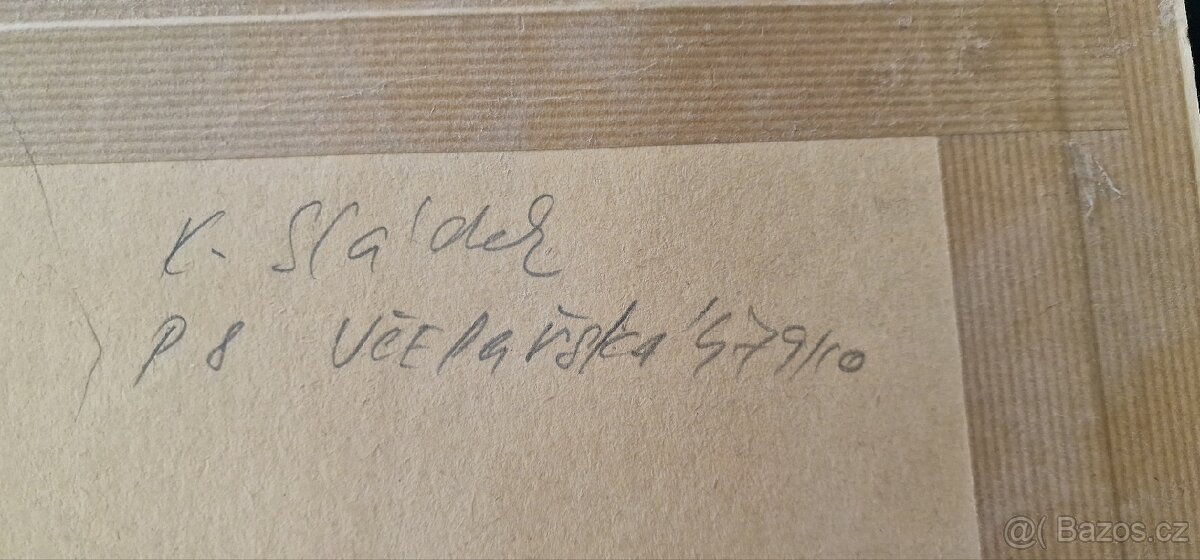 K. Sládek
P 8 Včelařská 579/10
@( Bazos.cz